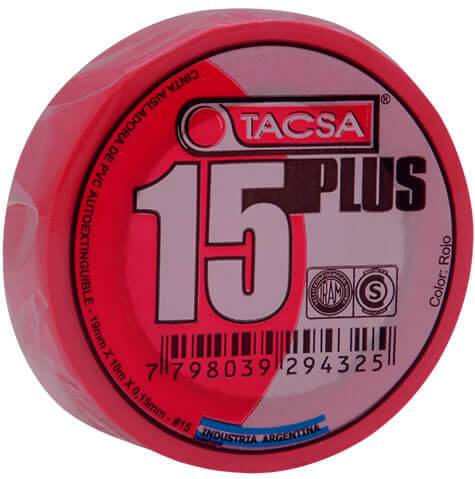 TACSA®
15 PLUS
CINTA AISLADORA DE PVC AUTOEXTINGUIBLE - 19mm X 10m X 0,15mm - #15
IRAM
S
Color: Rojo
7 798039 294325
INDUSTRIA ARGENTINA